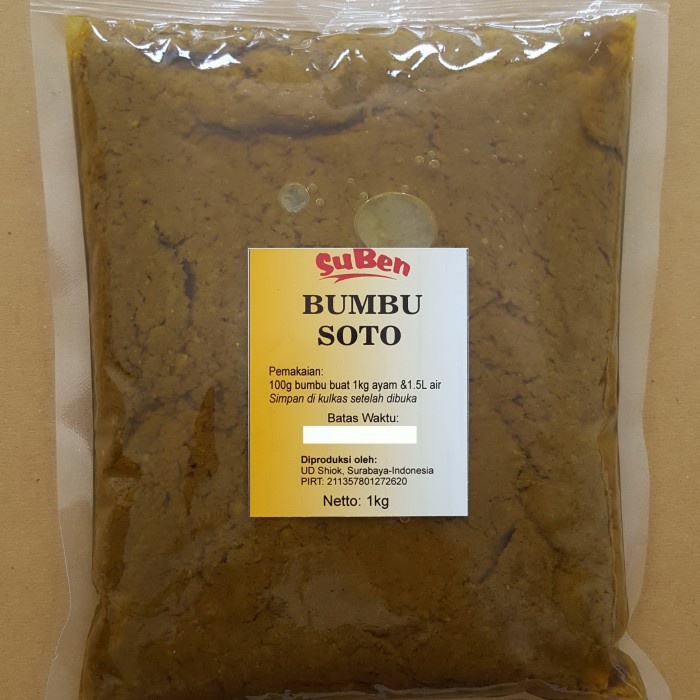 SuBen
BUMBU
SOTO
Pemakaian:
100g bumbu buat 1kg ayam &1.5L air
Simpan di kulkas setelah dibuka
Batas Waktu:
Diproduksi oleh:
UD Shiok, Surabaya-Indonesia
PIRT: 211357801272620
Netto: 1kg